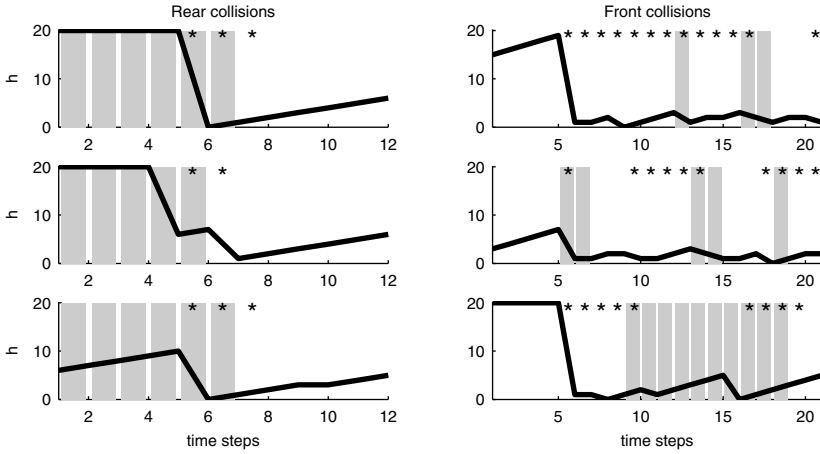 Rear collisions Front collisions
20 * * * 20 * * * * * * * * * * * * *
h 10 10
0 0
2 4 6 8 10 12 5 10 15 20
20 * * 20 * * * * * * * * * *
h 10 10
0 0
2 4 6 8 10 12 5 10 15 20
20 * * * 20 * * * * * * * * *
h 10 10
0 0
2 4 6 8 10 12 5 10 15 20
time steps time steps